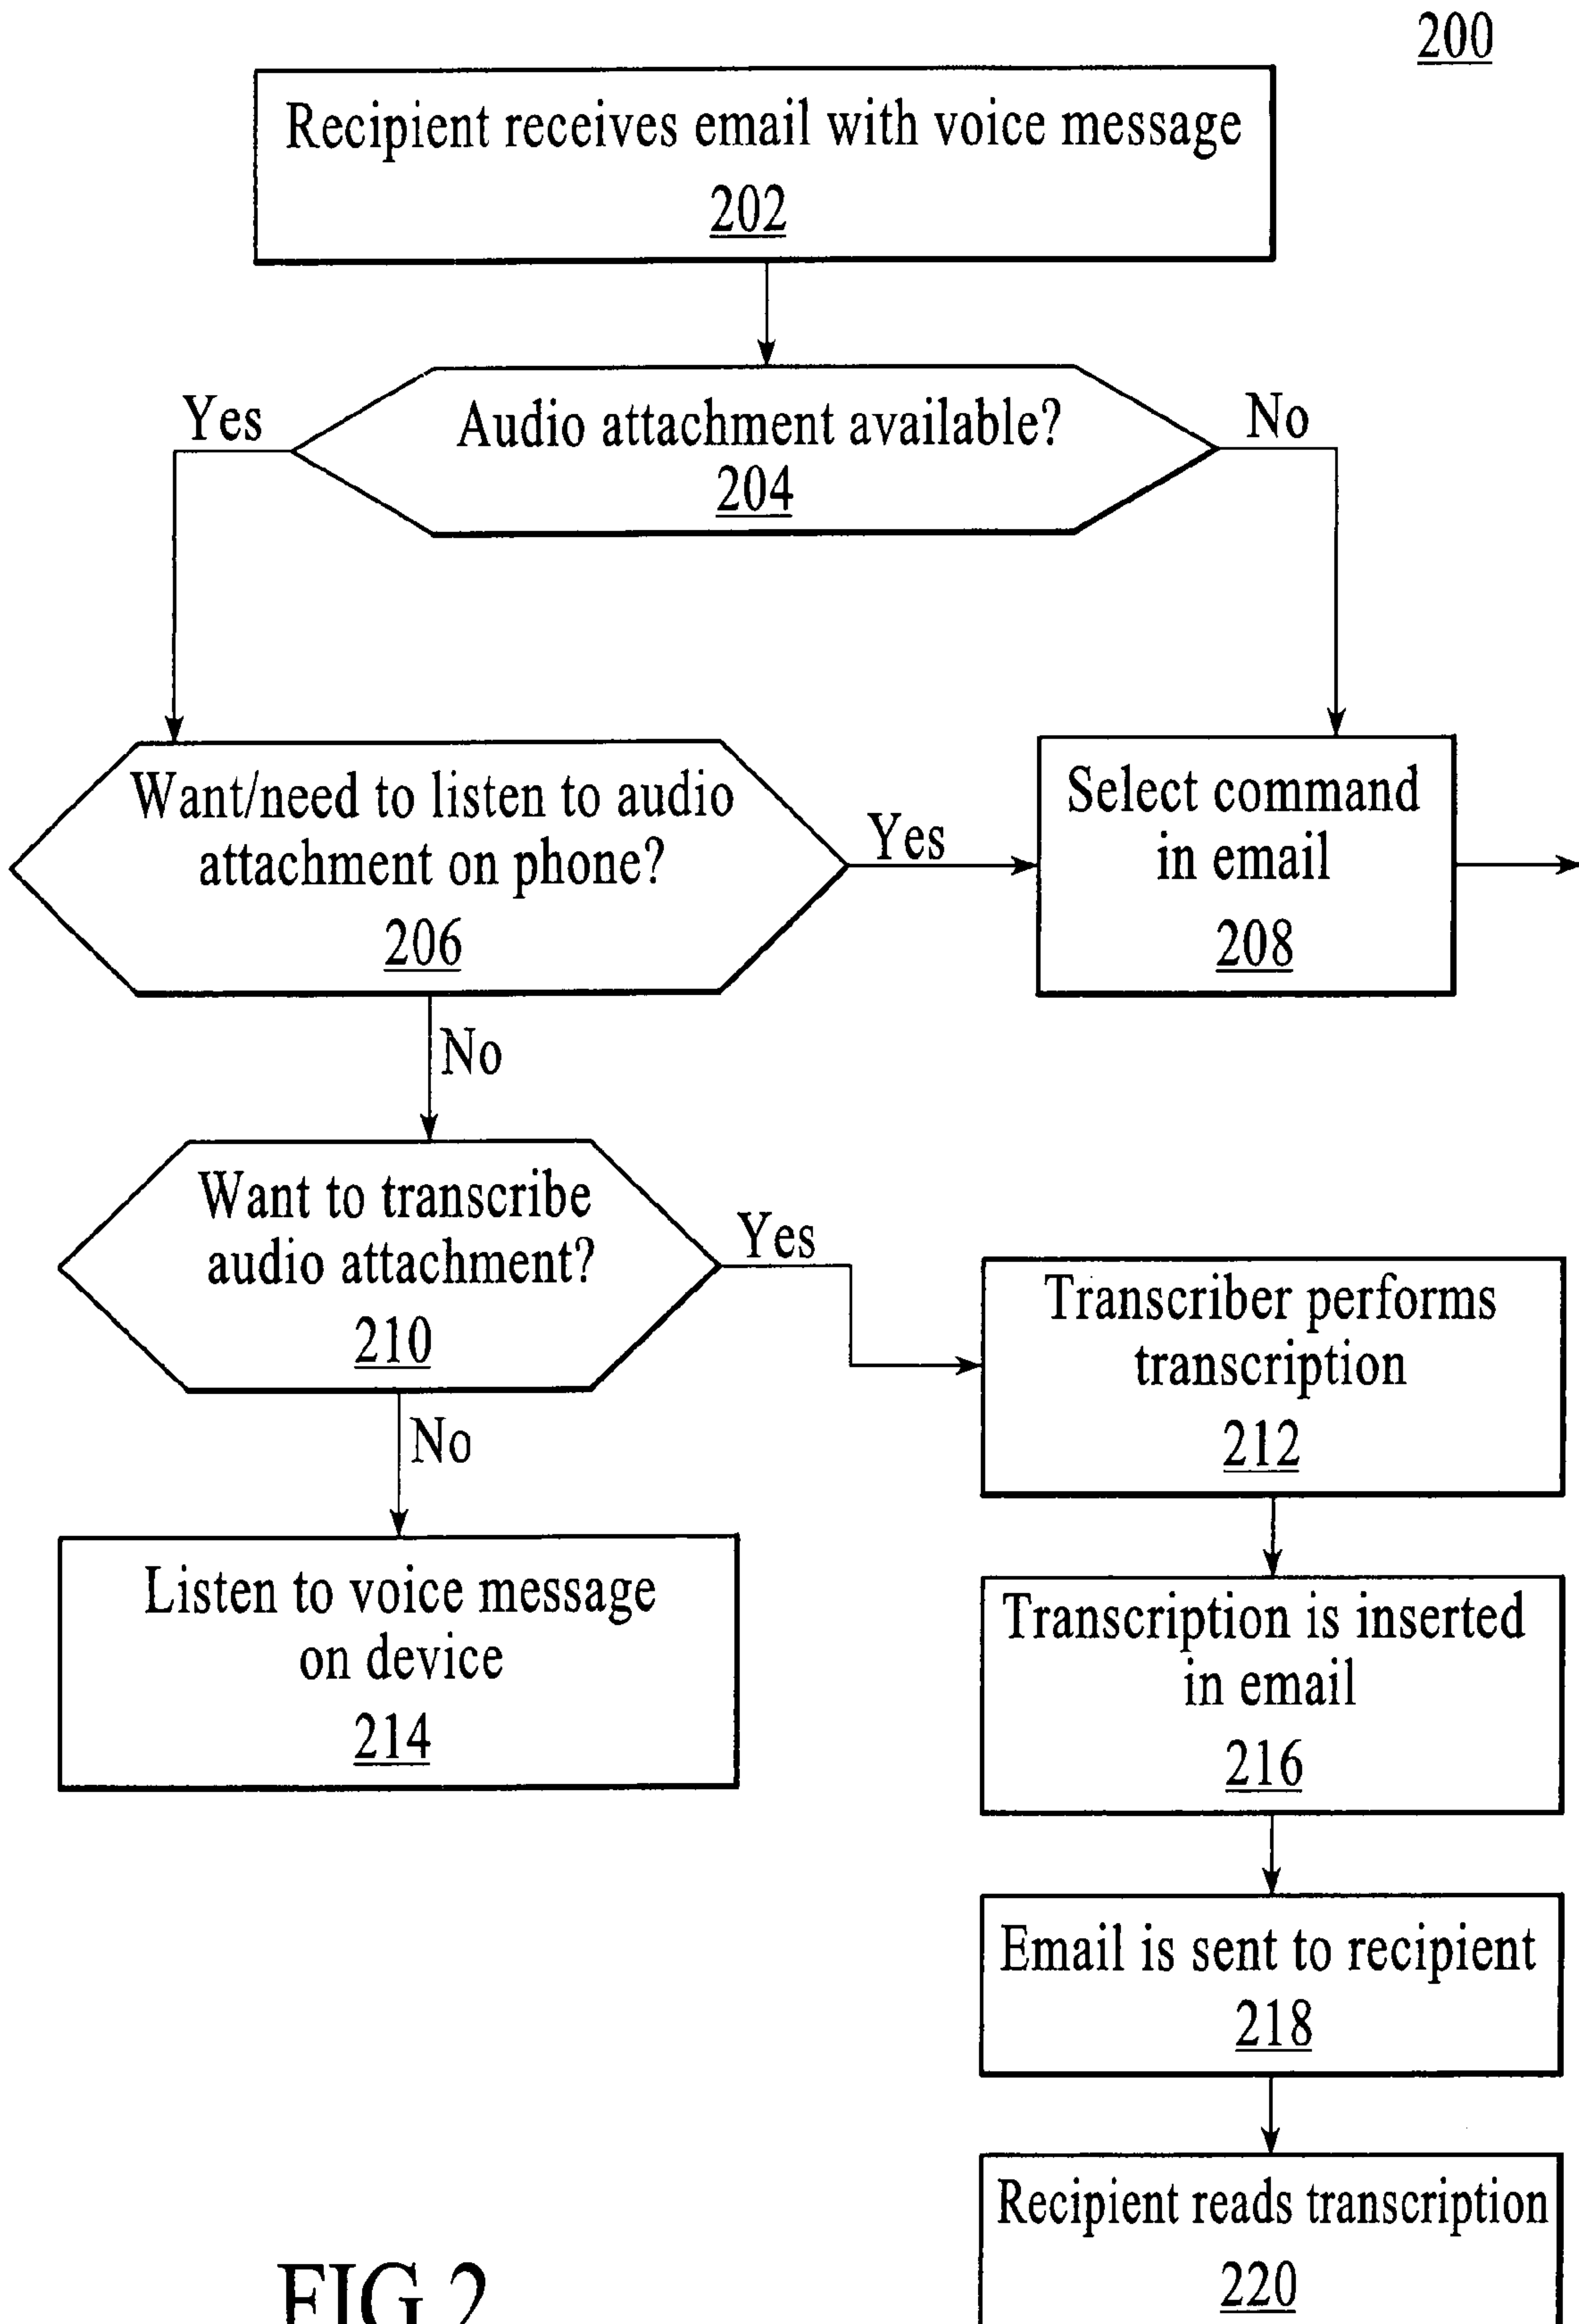 200
Recipient receives email with voice message
202
Yes
Audio attachment available?
204
No
Want/need to listen to audio
attachment on phone?
206
Yes
Select command
in email
208
No
Want to transcribe
audio attachment?
210
Yes
Transcriber performs
transcription
212
No
Listen to voice message
on device
214
Transcription is inserted
in email
216
Email is sent to recipient
218
Recipient reads transcription
220
FIG.2